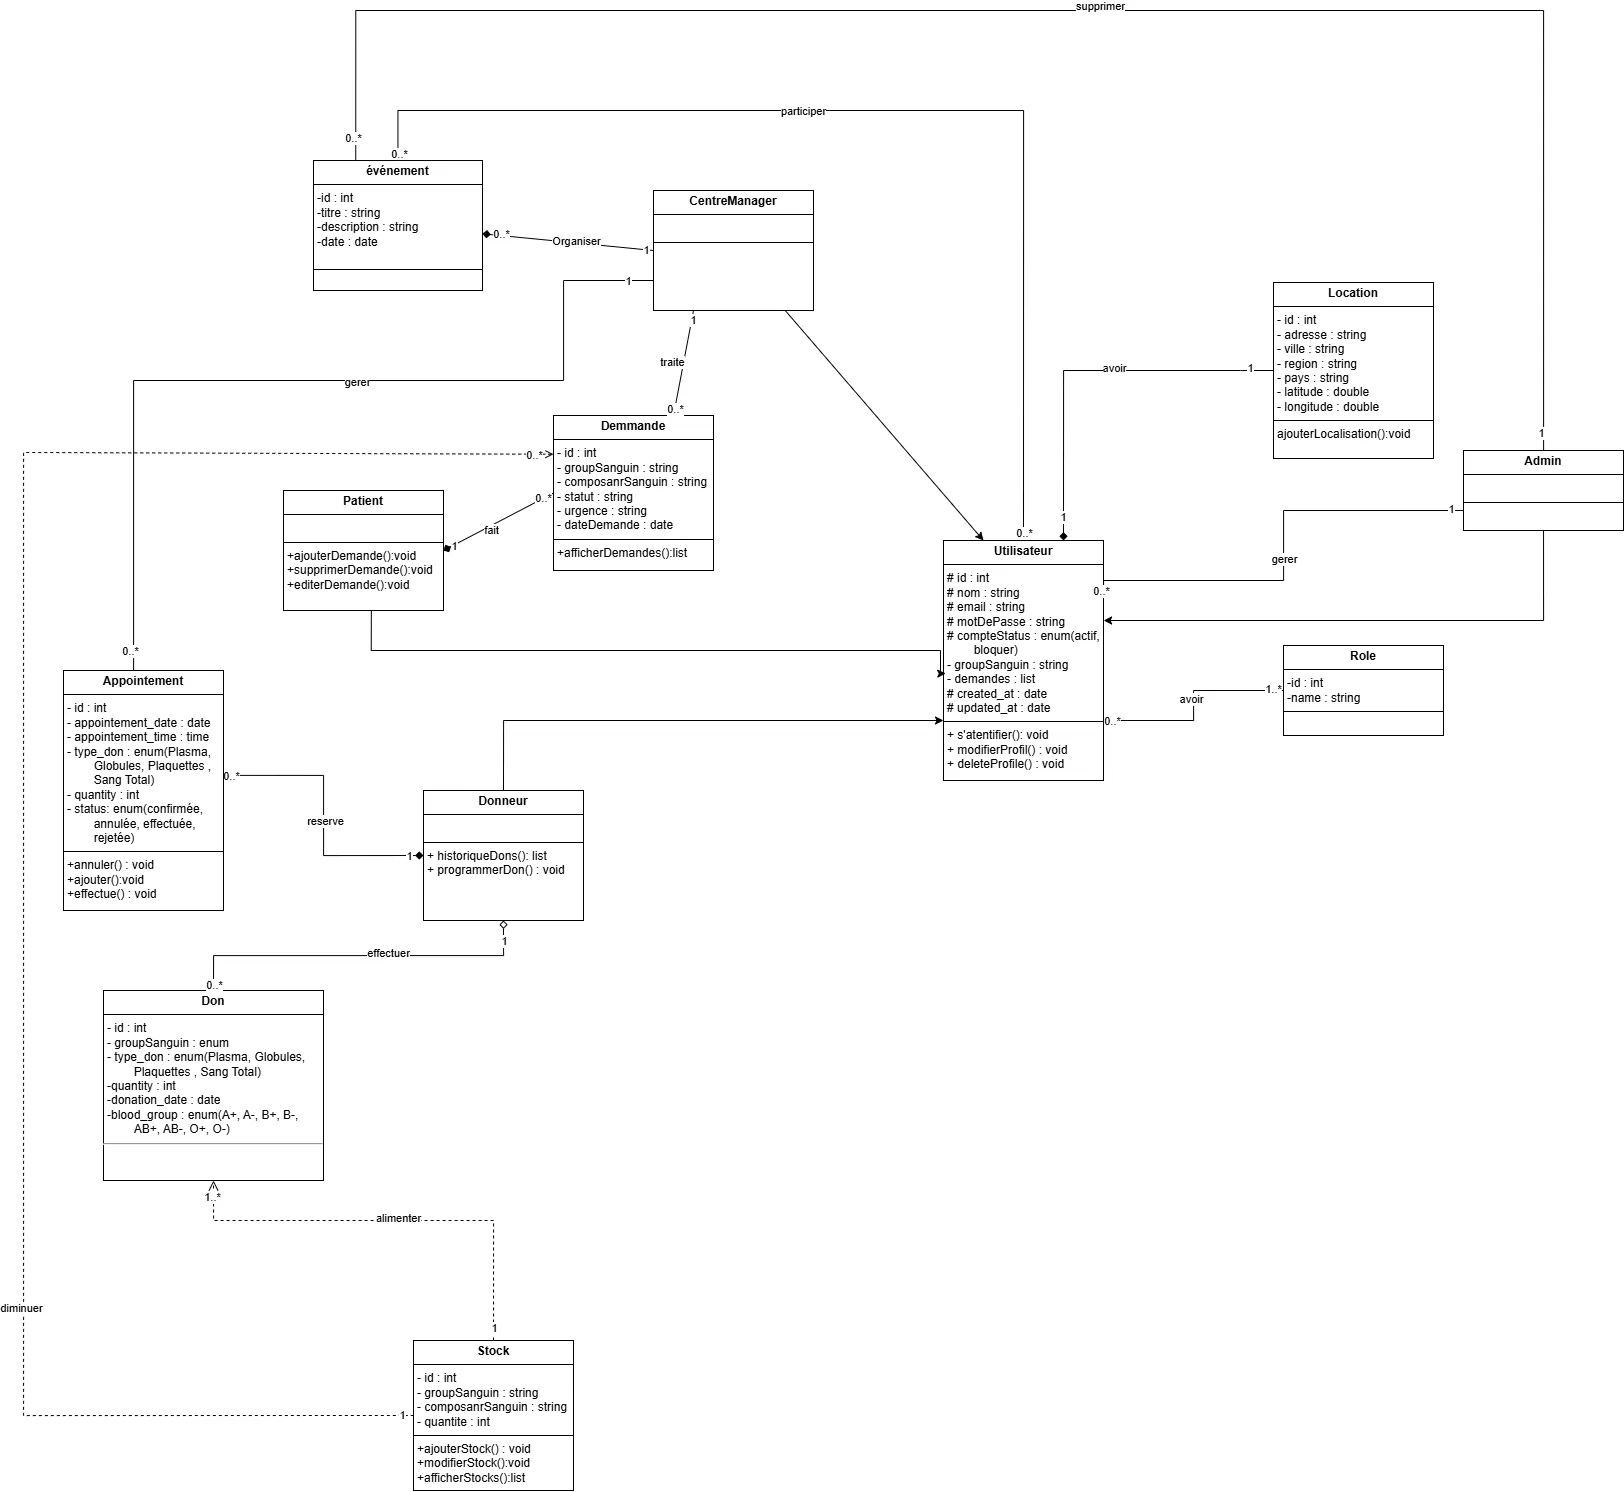 supprimer
participer
0..*
0..*
événement
-id : int
-titre : string
-description : string
-date : date
CentreManager
0..*
Organiser
1
1
1
traite
0..*
gerer
Location
- id : int
- adresse : string
- ville : string
- region : string
- pays : string
- latitude : double
- longitude : double
ajouterLocalisation():void
avoir
1
1
Admin
1
1
gerer
0..*
Demmande
- id : int
- groupSanguin : string
- composanrSanguin : string
- statut : string
- urgence : string
- dateDemande : date
+afficherDemandes():list
0..*
0..*
fait
1
Patient
+ajouterDemande():void
+supprimerDemande():void
+editerDemande():void
0..*
Utilisateur
# id : int
# nom : string
# email : string
# motDePasse : string
# compteStatus : enum(actif,
bloquer)
- groupSanguin : string
- demandes : list
# created_at : date
# updated_at : date
+ s'atentifier(): void
+ modifierProfil() : void
+ deleteProfile() : void
0..*
avoir
1..*
Role
-id : int
-name : string
0..*
Appointement
- id : int
- appointement_date : date
- appointement_time : time
- type_don : enum(Plasma,
Globules, Plaquettes ,
Sang Total)
- quantity : int
- status: enum(confirmée,
annulée, effectuée,
rejetée)
+annuler() : void
+ajouter():void
+effectue() : void
0..*
reserve
1
Donneur
+ historiqueDons(): list
+ programmerDon() : void
1
effectuer
0..*
Don
- id : int
- groupSanguin : enum
- type_don : enum(Plasma, Globules,
Plaquettes , Sang Total)
-quantity : int
-donation_date : date
-blood_group : enum(A+, A-, B+, B-,
AB+, AB-, O+, O-)
1..*
alimenter
diminuer
1
1
Stock
- id : int
- groupSanguin : string
- composanrSanguin : string
- quantite : int
+ajouterStock() : void
+modifierStock():void
+afficherStocks():list